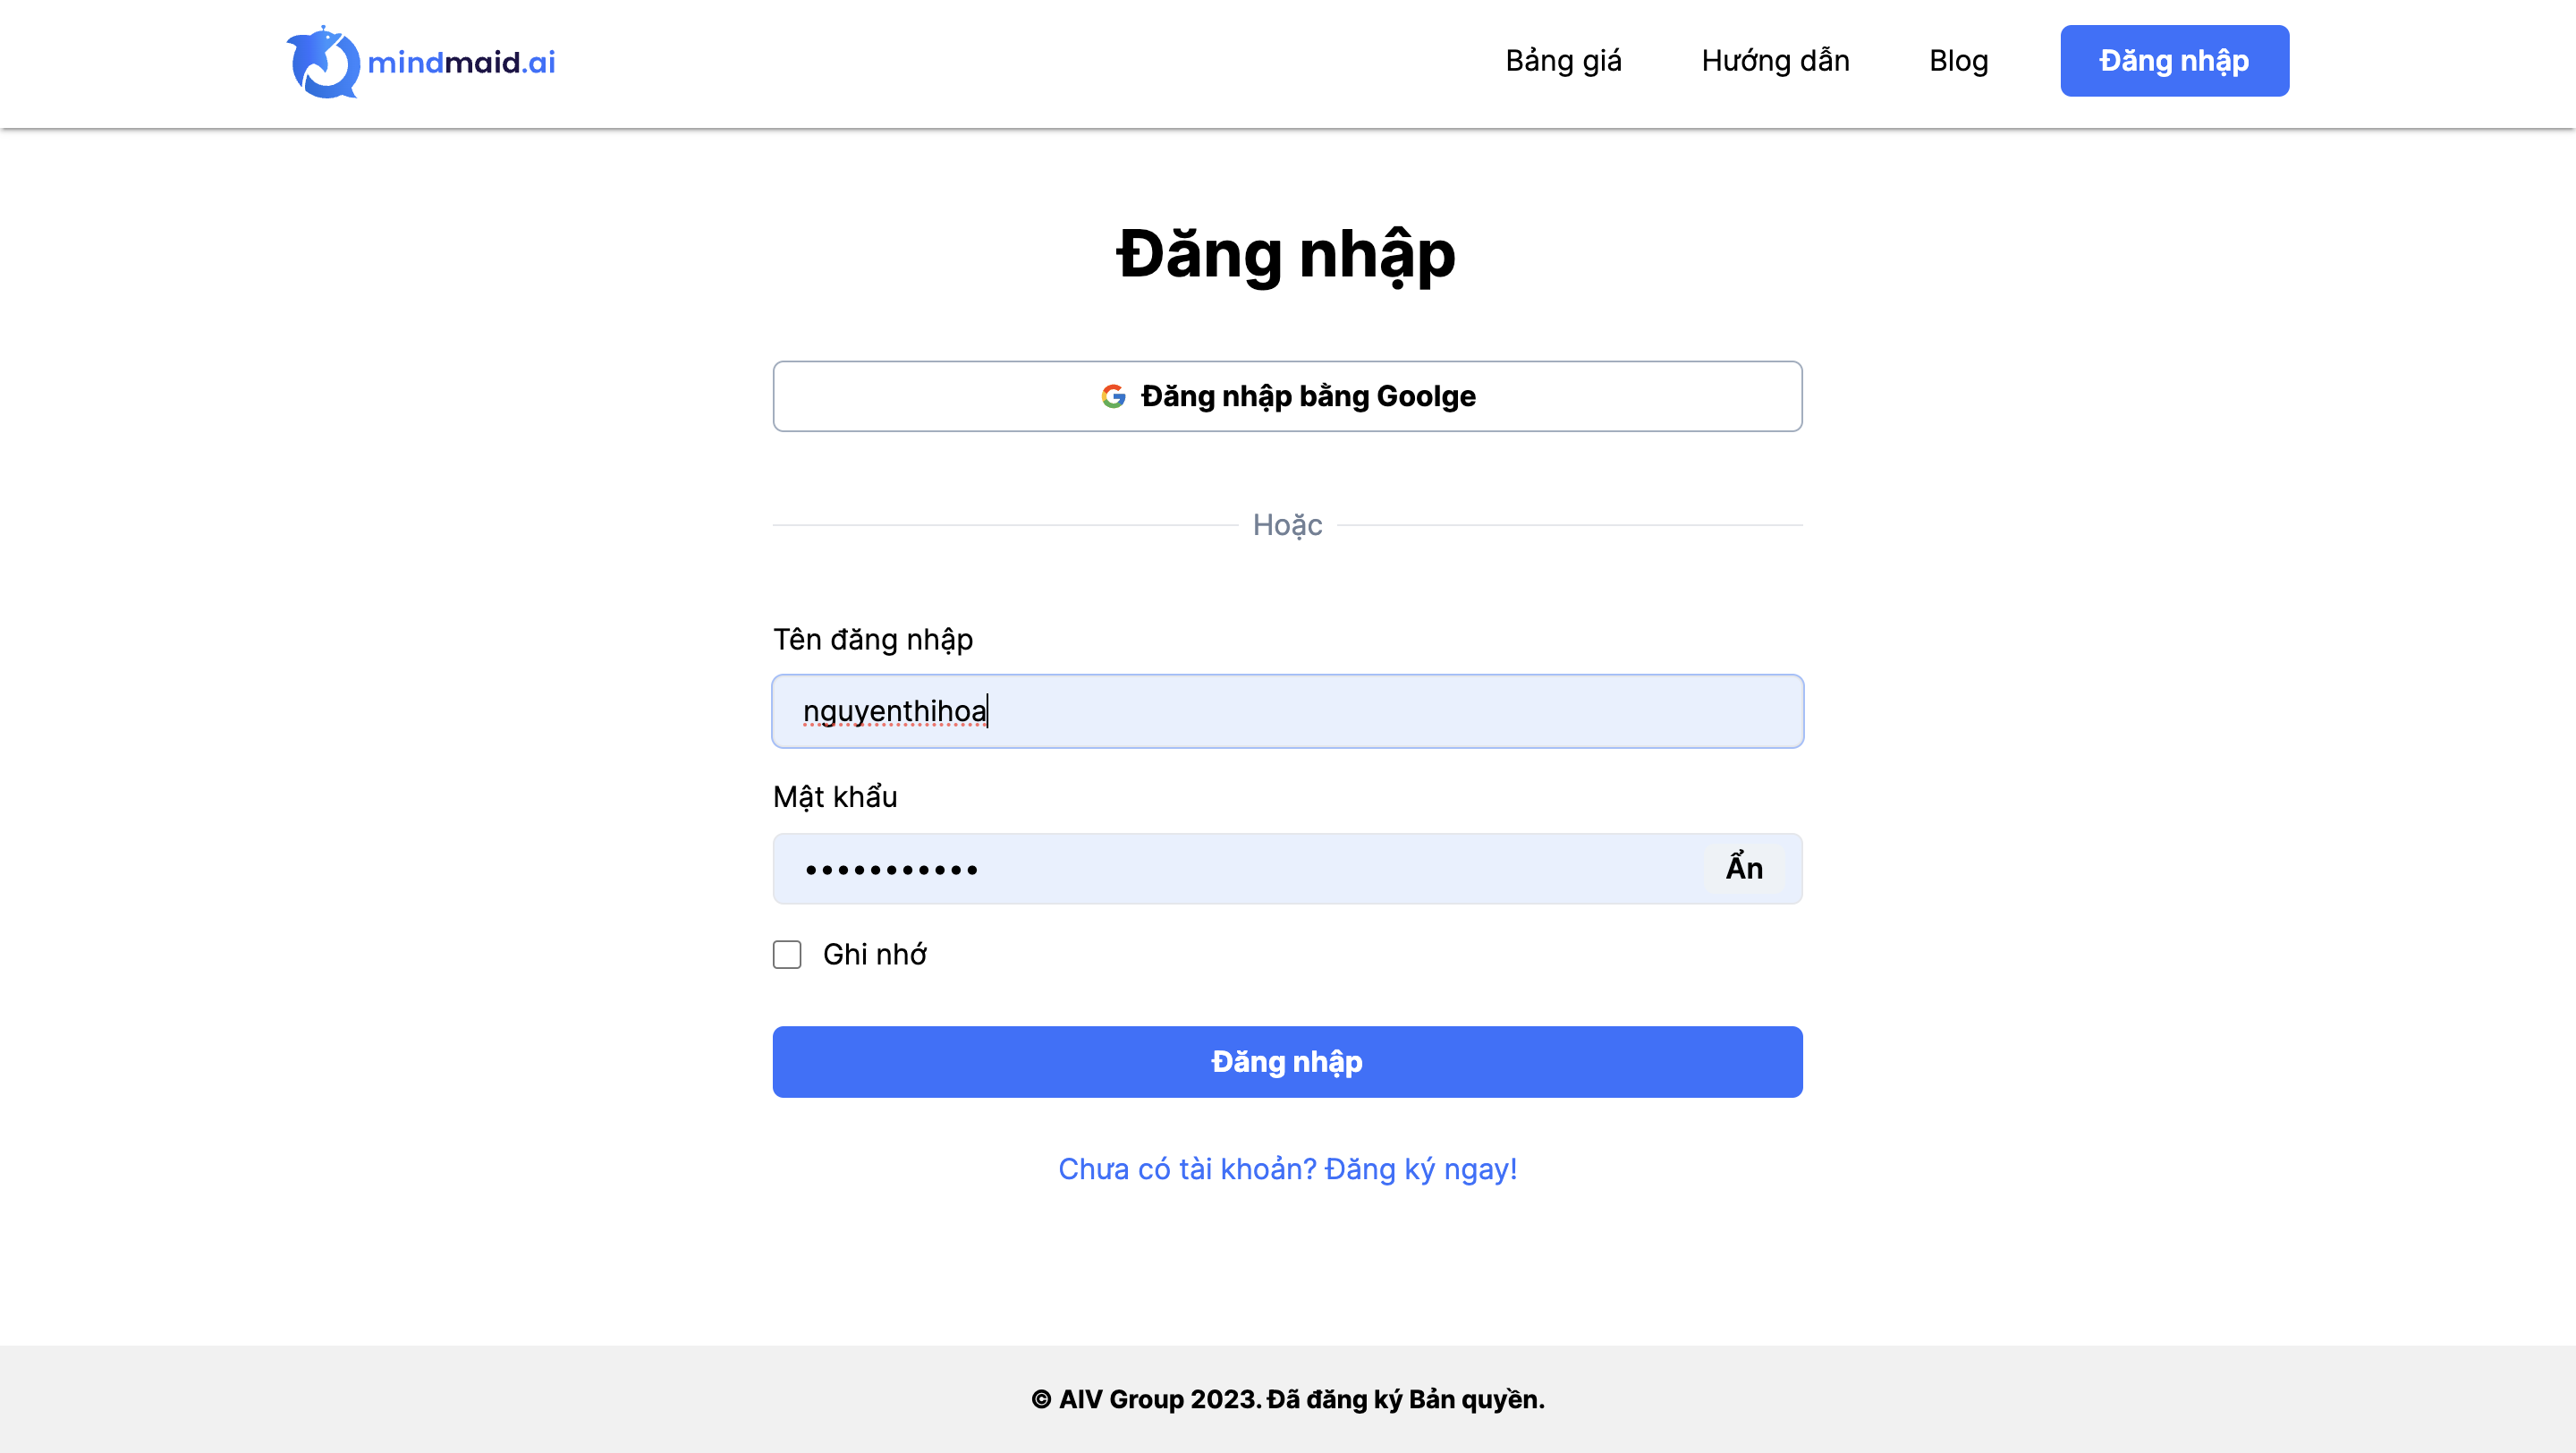 mindmaid.ai
Bảng giá
Hướng dẫn
Blog
Đăng nhập
Đăng nhập
Đăng nhập bằng Goolge
Hoặc
Tên đăng nhập
nguyenthihoa
Mật khẩu
•••••••••••
Ẩn
Ghi nhớ
Đăng nhập
Chưa có tài khoản? Đăng ký ngay!
© AIV Group 2023. Đã đăng ký Bản quyền.